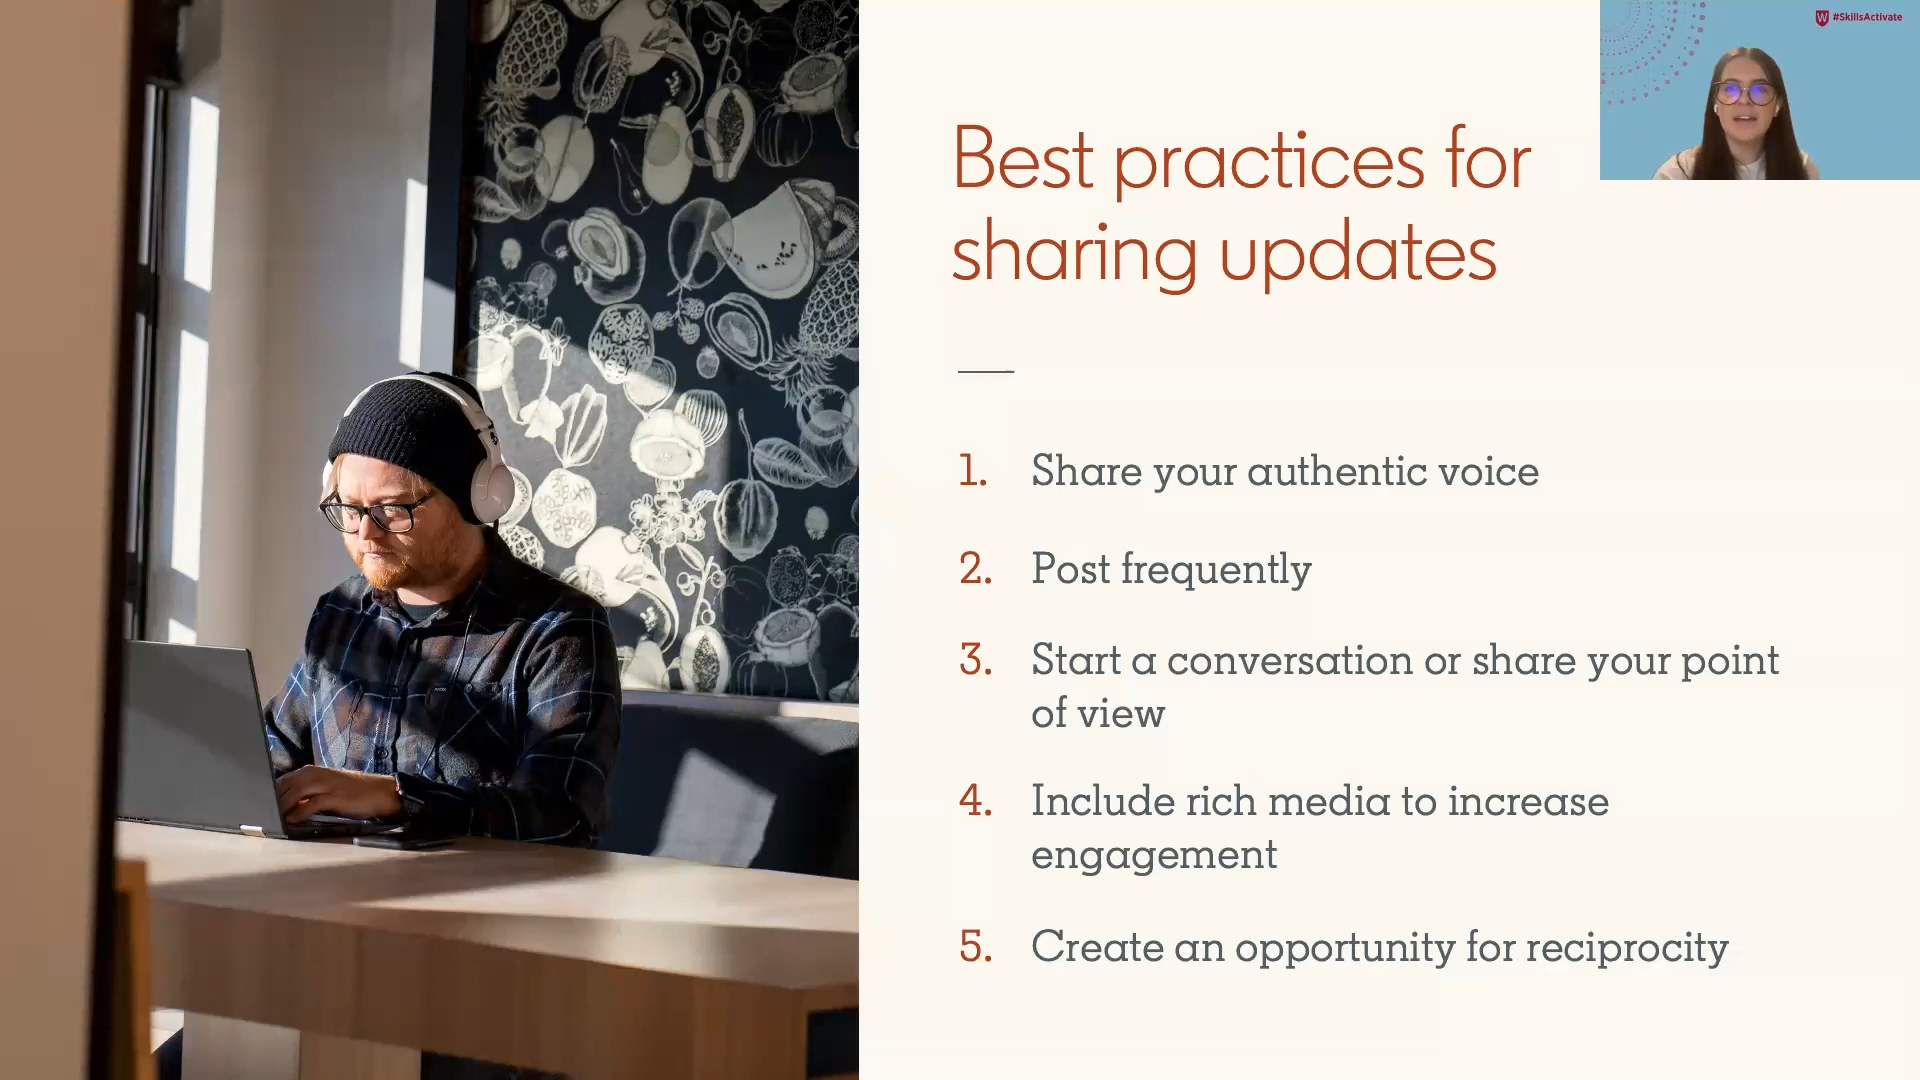 #SkillsActivate
Best practices for
sharing updates
1. Share your authentic voice
2. Post frequently
3. Start a conversation or share your point
of view
4. Include rich media to increase
engagement
5. Create an opportunity for reciprocity